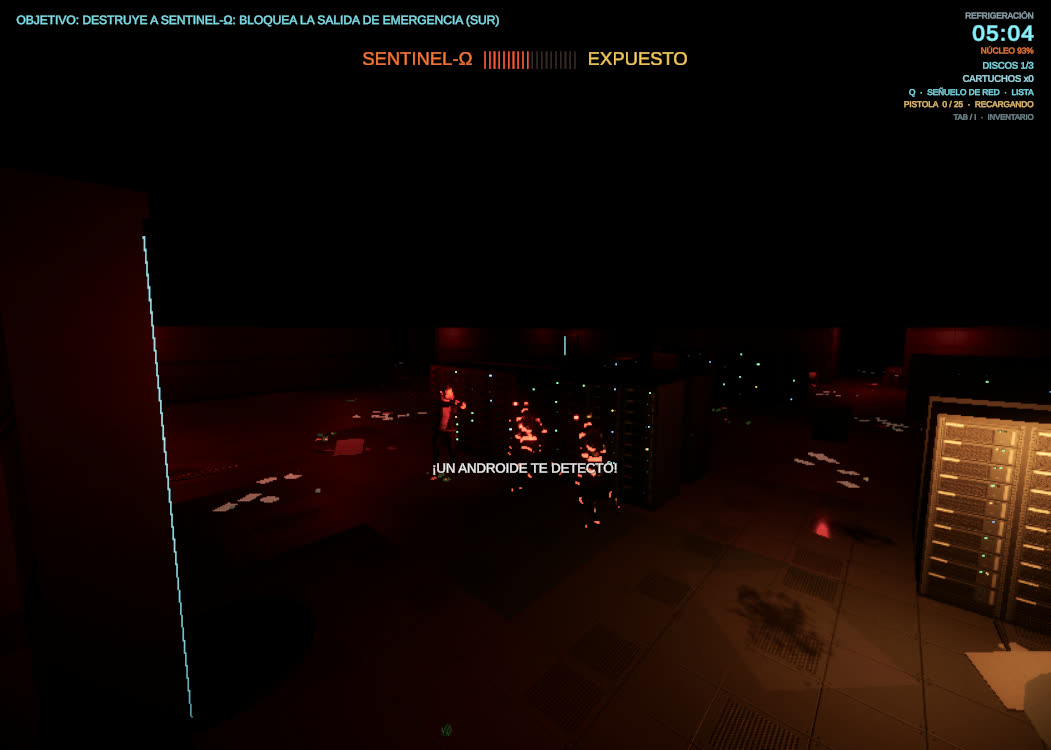 OBJETIVO: DESTRUYE A SENTINEL-Ω: BLOQUEA LA SALIDA DE EMERGENCIA (SUR)
SENTINEL-Ω EXPUESTO
REFRIGERACIÓN
05:04
NÚCLEO 93%
DISCOS 1/3
CARTUCHOS x0
Q · SEÑUELO DE RED · LISTA
PISTOLA 0 / 25 · RECARGANDO
TAB / I · INVENTARIO
¡UN ANDROIDE TE DETECTÓ!